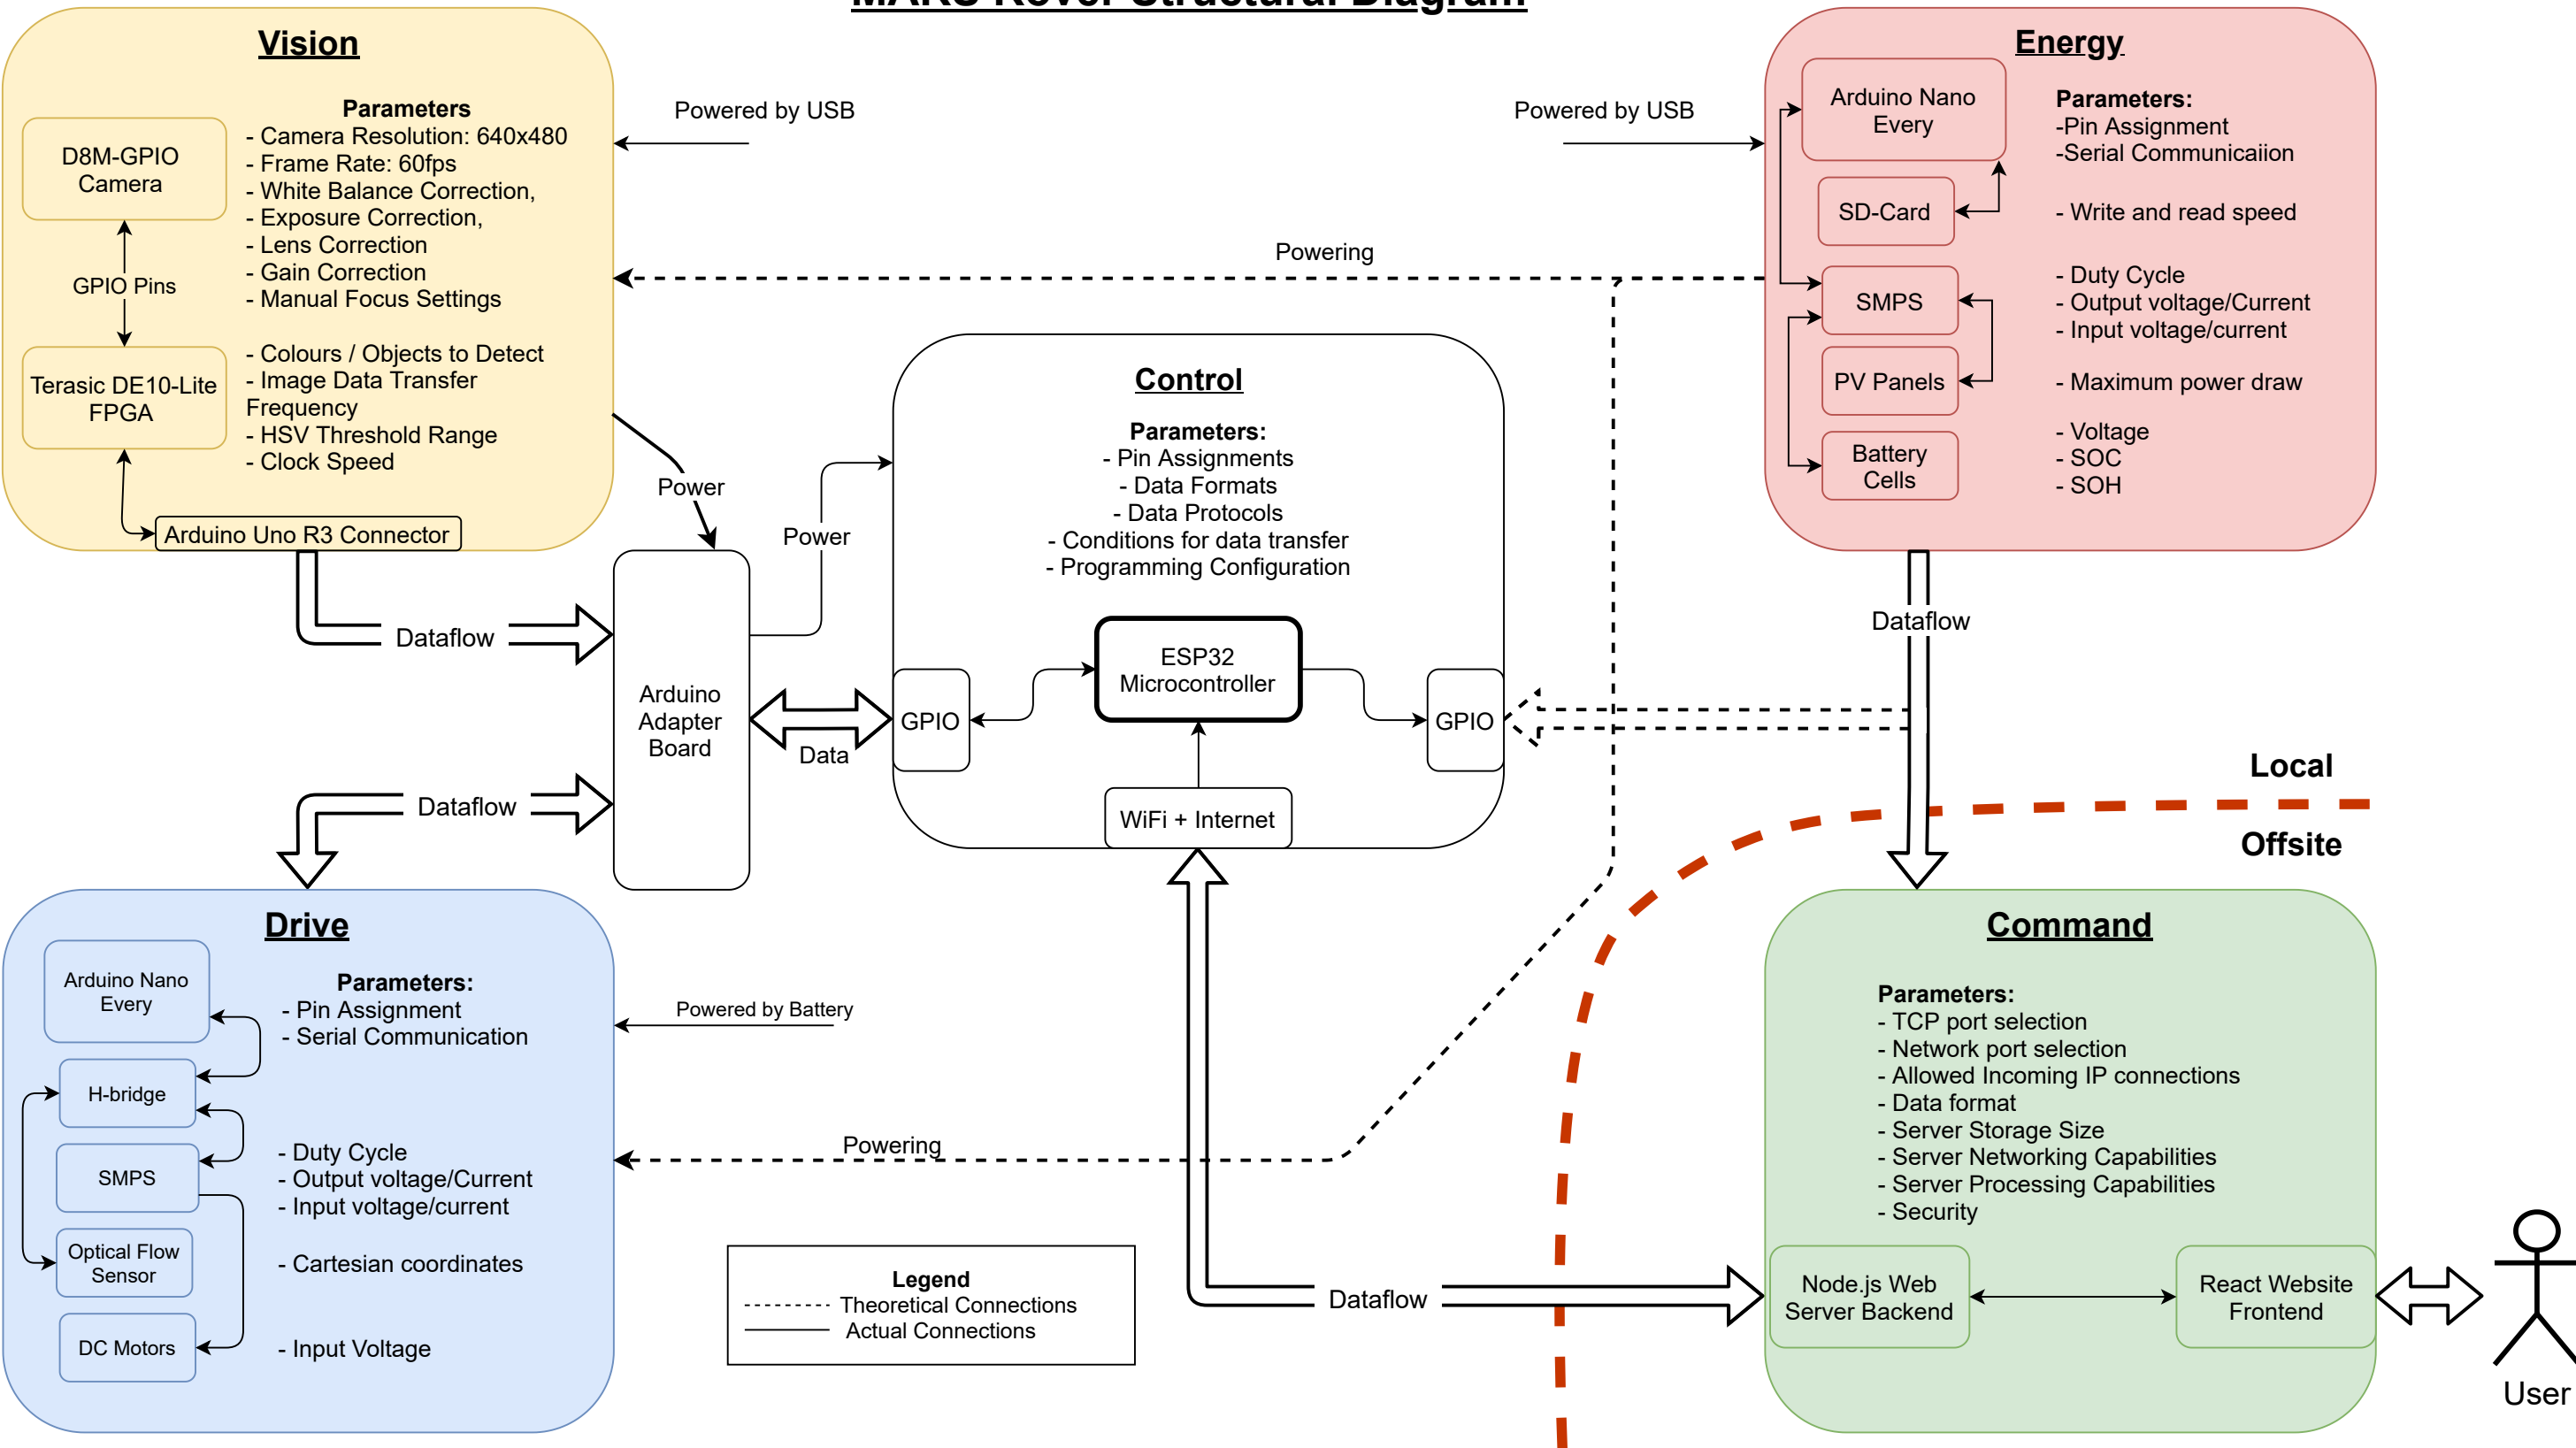 MARS Rover Structural Diagram
Vision
D8M-GPIO
Camera
GPIO Pins
Terasic DE10-Lite
FPGA
Arduino Uno R3 Connector
Parameters
- Camera Resolution: 640x480
- Frame Rate: 60fps
- White Balance Correction,
- Exposure Correction,
- Lens Correction
- Gain Correction
- Manual Focus Settings
- Colours / Objects to Detect
- Image Data Transfer
Frequency
- HSV Threshold Range
- Clock Speed
Powered by USB
Powered by USB
Powering
Energy
Arduino Nano
Every
SD-Card
SMPS
PV Panels
Battery
Cells
Parameters:
-Pin Assignment
-Serial Communicaiion
- Write and read speed
- Duty Cycle
- Output voltage/Current
- Input voltage/current
- Maximum power draw
- Voltage
- SOC
- SOH
Power
Power
Control
Parameters:
- Pin Assignments
- Data Formats
- Data Protocols
- Conditions for data transfer
- Programming Configuration
ESP32
Microcontroller
GPIO
GPIO
WiFi + Internet
Dataflow
Arduino
Adapter
Board
Data
Dataflow
Dataflow
Local
Offsite
Drive
Arduino Nano
Every
H-bridge
SMPS
Optical Flow
Sensor
DC Motors
Parameters:
- Pin Assignment
- Serial Communication
- Duty Cycle
- Output voltage/Current
- Input voltage/current
- Cartesian coordinates
- Input Voltage
Powered by Battery
Powering
Legend
Theoretical Connections
Actual Connections
Dataflow
Command
Parameters:
- TCP port selection
- Network port selection
- Allowed Incoming IP connections
- Data format
- Server Storage Size
- Server Networking Capabilities
- Server Processing Capabilities
- Security
Node.js Web
Server Backend
React Website
Frontend
User